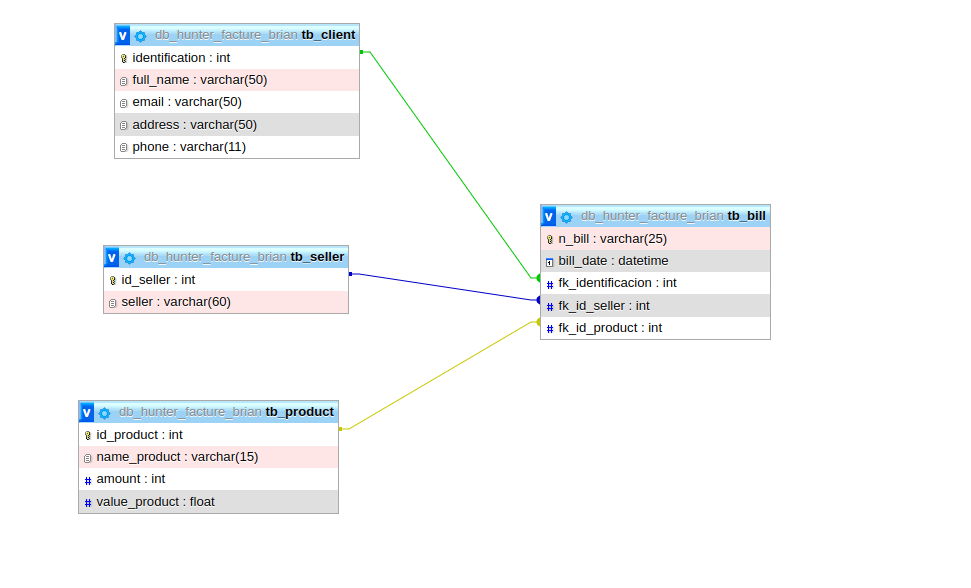 v db_hunter_facture_brian tb_client
identification : int
full_name : varchar(50)
email : varchar(50)
address : varchar(50)
phone : varchar(11)
v db_hunter_facture_brian tb_bill
n_bill : varchar(25)
bill_date : datetime
# fk_identificacion : int
# fk_id_seller : int
# fk_id_product : int
v db_hunter_facture_brian tb_seller
id_seller : int
seller : varchar(60)
v db_hunter_facture_brian tb_product
id_product : int
name_product : varchar(15)
# amount : int
# value_product : float